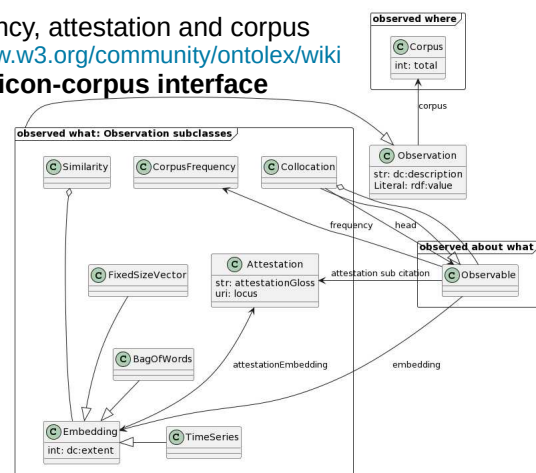 ncy, attestation and corpus
w.w3.org/community/ontolex/wiki
icon-corpus interface
observed where
C Corpus
int: total
corpus
observed what: Observation subclasses
C Similarity
C CorpusFrequency
C Collocation
C Observation
str: dc:description
Literal: rdf:value
frequency
head
observed about what
C FixedSizeVector
C Attestation
str: attestationGloss
uri: locus
attestation sub citation
C Observable
C BagOfWords
attestationEmbedding
embedding
C Embedding
int: dc:extent
C TimeSeries